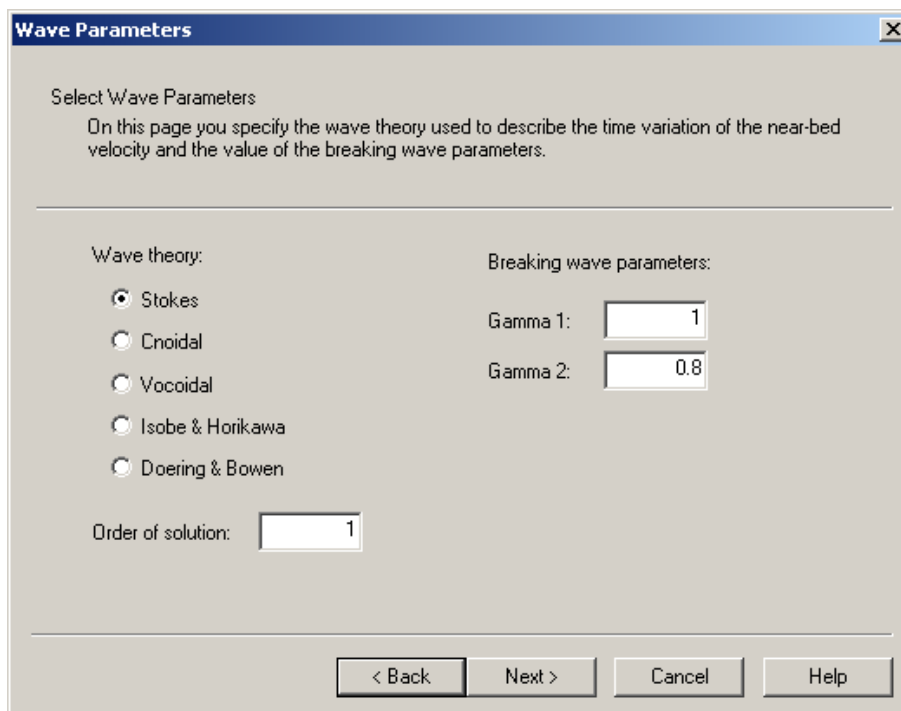 Wave Parameters
Select Wave Parameters
On this page you specify the wave theory used to describe the time variation of the near-bed
velocity and the value of the breaking wave parameters.
Wave theory:
Stokes
Cnoidal
Vocoidal
Isobe & Horikawa
Doering & Bowen
Order of solution: 1
Breaking wave parameters:
Gamma 1: 1
Gamma 2: 0.8
< Back Next > Cancel Help